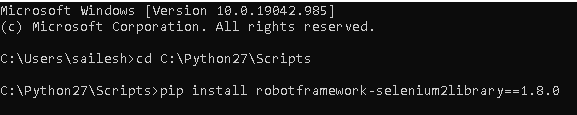 Microsoft Windows [Version 10.0.19042.985]
(c) Microsoft Corporation. All rights reserved.
C:\Users\sailesh>cd C:\Python27\Scripts
C:\Python27\Scripts>pip install robotframework-selenium2library==1.8.0